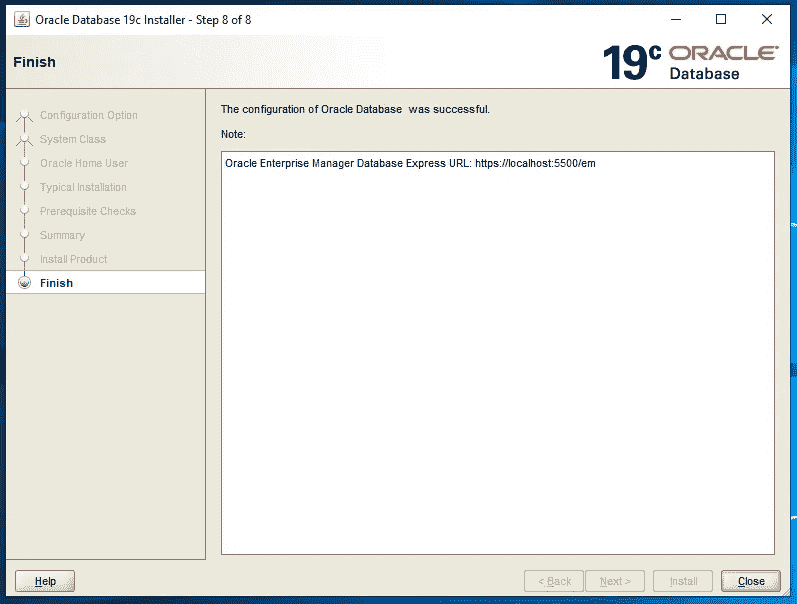 Oracle Database 19c Installer - Step 8 of 8
Finish
19c ORACLE
Database
Configuration Option
System Class
Oracle Home User
Typical Installation
Prerequisite Checks
Summary
Install Product
Finish
The configuration of Oracle Database was successful.
Note:
Oracle Enterprise Manager Database Express URL: https://localhost:5500/em
Help
< Back
Next >
Install
Close